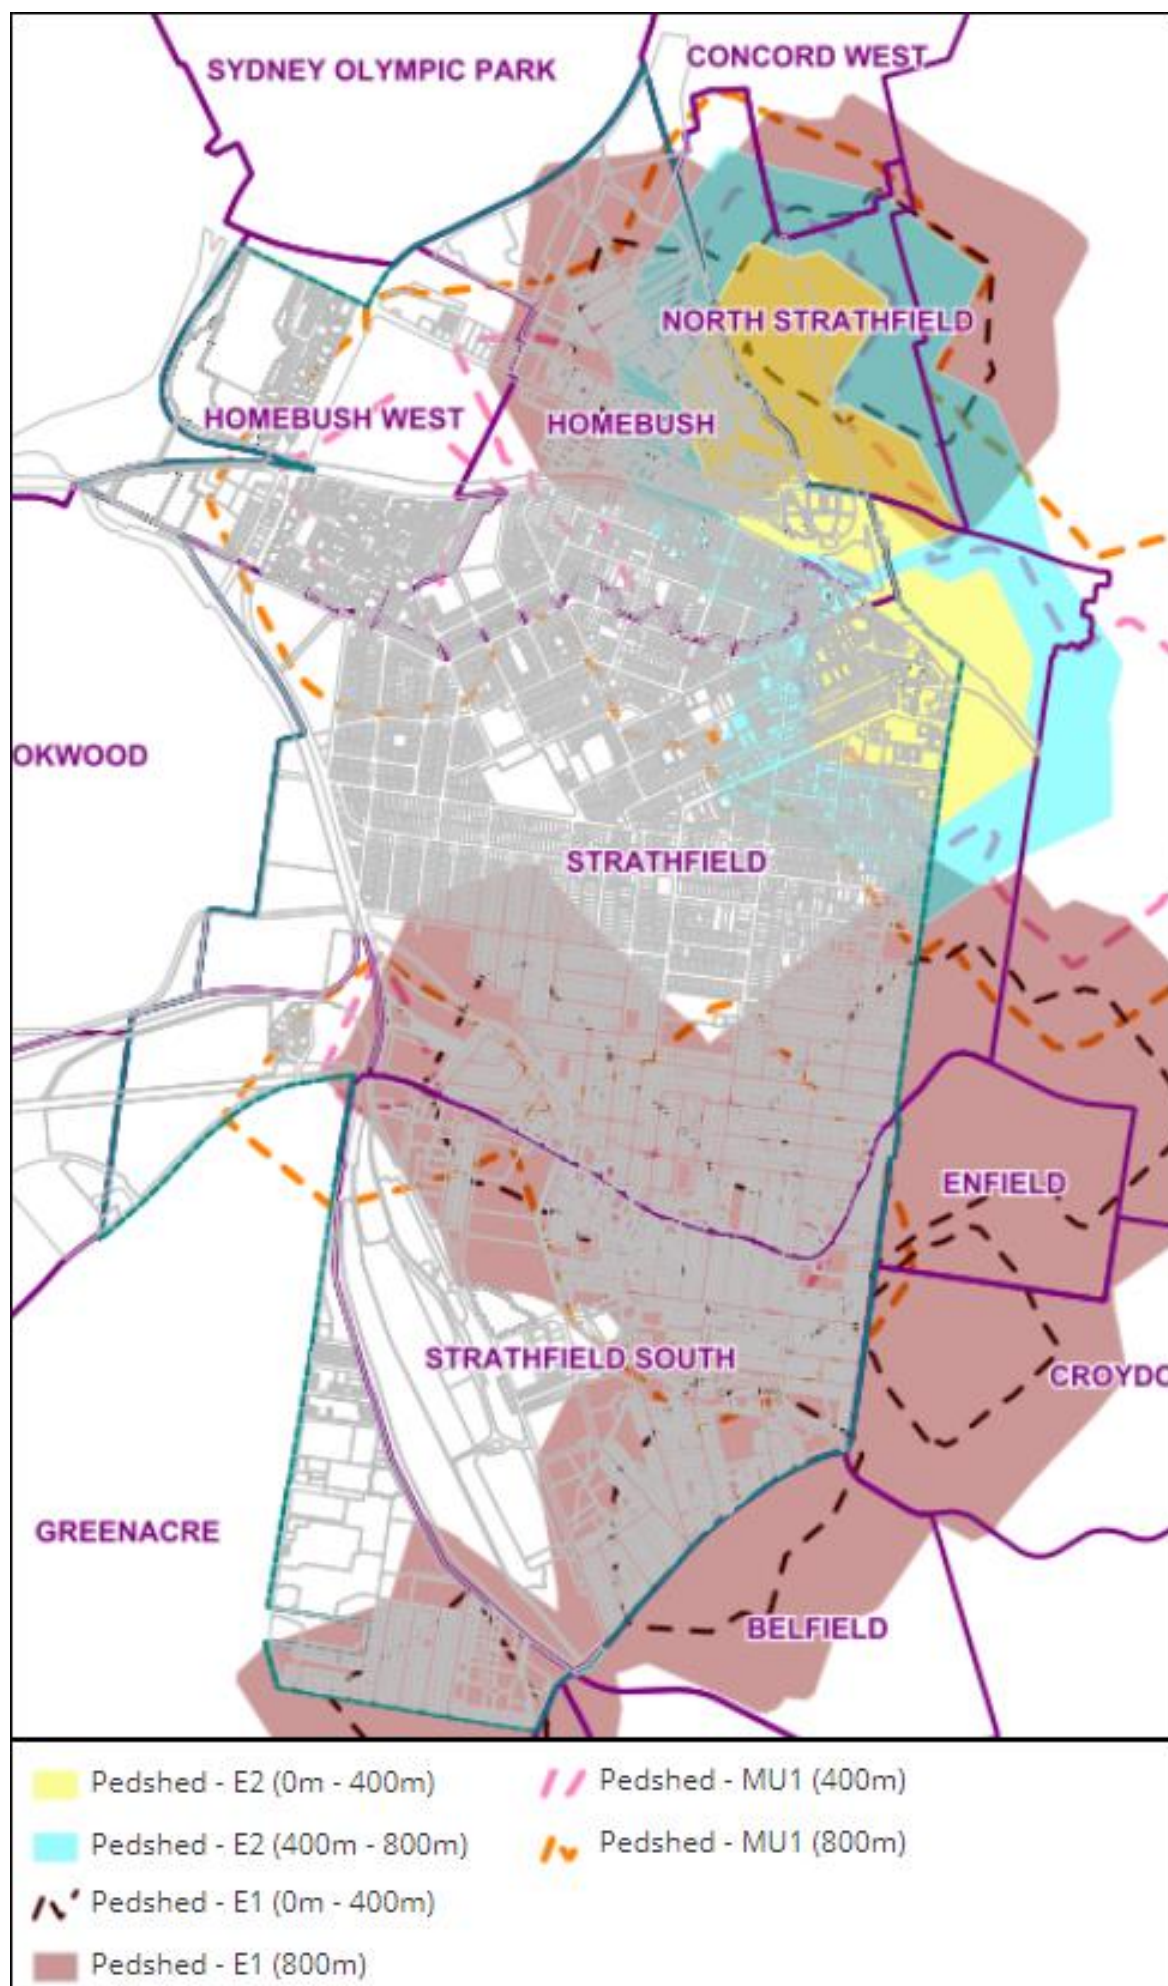 SYDNEY OLYMPIC PARK
CONCORD WEST
NORTH STRATHFIELD
HOMEBUSH WEST
HOMEBUSH
OKWOOD
STRATHFIELD
ENFIELD
STRATHFIELD SOUTH
CROYDO
GREENACRE
BELFIELD
Pedshed - E2 (0m - 400m)
Pedshed - MU1 (400m)
Pedshed - E2 (400m - 800m)
Pedshed - MU1 (800m)
Pedshed - E1 (0m - 400m)
Pedshed - E1 (800m)